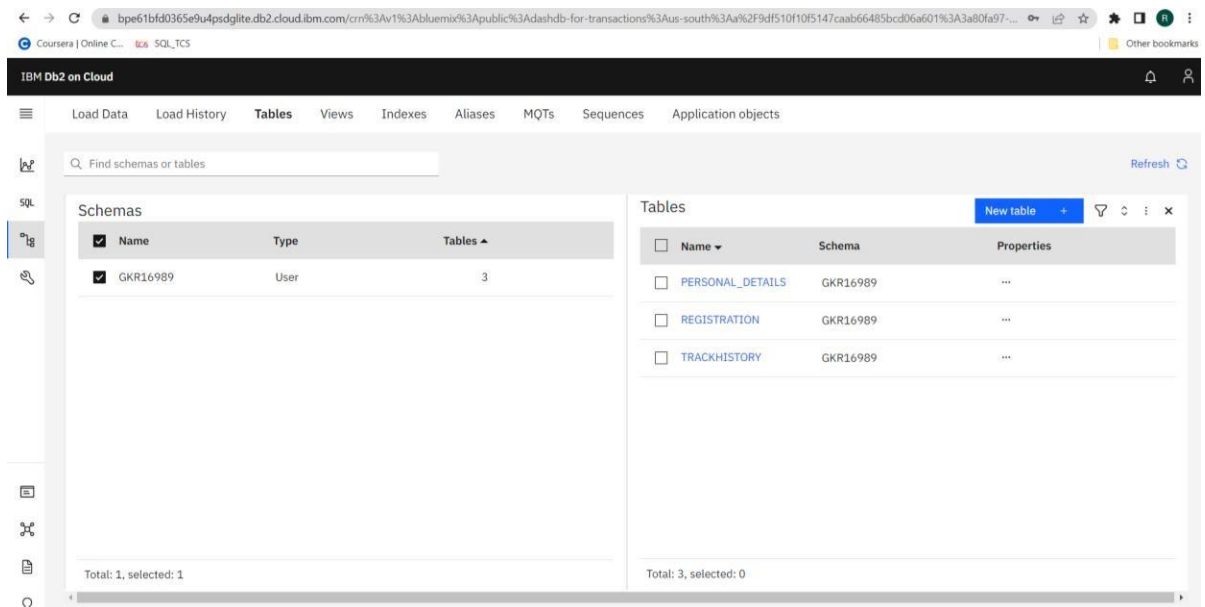 bpe61bfd0365e9u4psdglite.db2.cloud.ibm.com/crn%3Av1%3Abluemix%3Apublic%3Adashdb-for-transactions%3Aus-south%3Aa%2F9df510f10f5147caab66485bcd06a601%3A3a80fa97-...
R
Coursera | Online C... tcs SQL_TCS Other bookmarks
IBM Db2 on Cloud
Load Data Load History Tables Views Indexes Aliases MQTs Sequences Application objects
Find schemas or tables Refresh
SQL
Schemas
Name Type Tables
GKR16989 User 3
Total: 1, selected: 1
Tables New table +
Name Schema Properties
PERSONAL_DETAILS GKR16989 ...
REGISTRATION GKR16989 ...
TRACKHISTORY GKR16989 ...
Total: 3, selected: 0